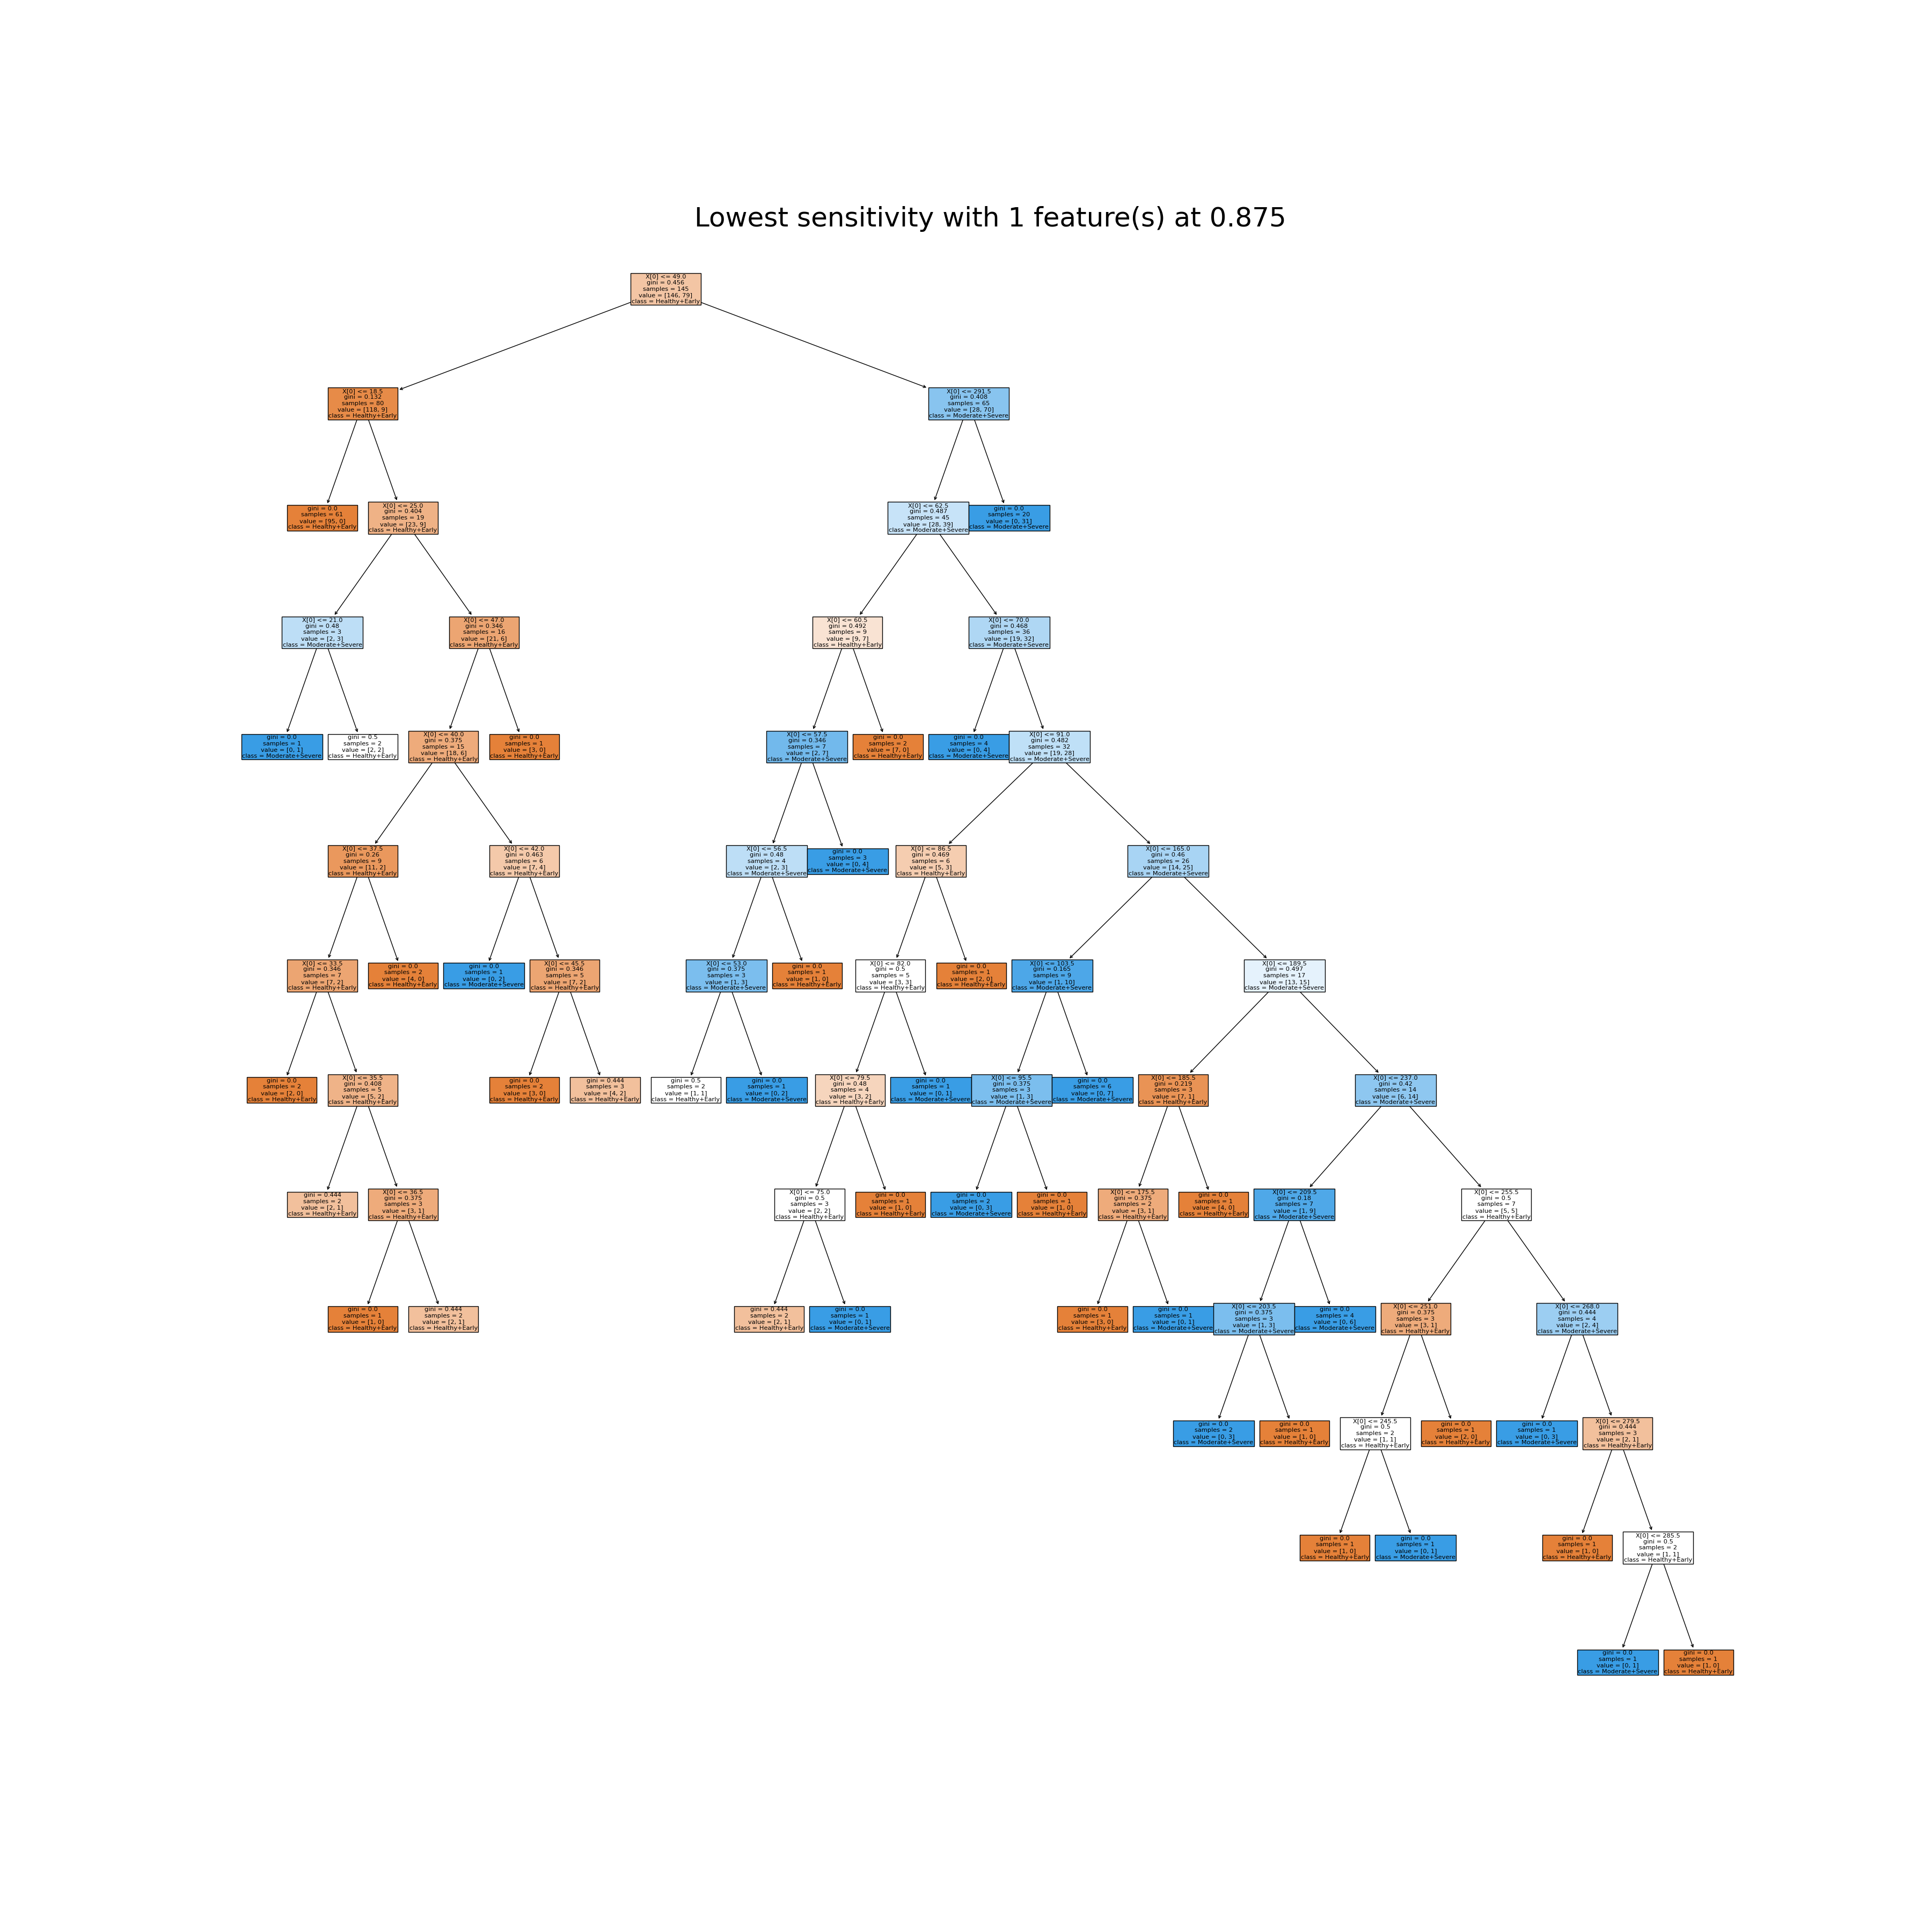 Lowest sensitivity with 1 feature(s) at 0.875
X[0] <= 49.0
gini = 0.456
samples = 145
value = [146, 79]
class = Healthy+Early
X[0] <= 18.5
gini = 0.132
samples = 80
value = [118, 9]
class = Healthy+Early
X[0] <= 291.5
gini = 0.408
samples = 65
value = [28, 70]
class = Moderate+Severe
gini = 0.0
samples = 61
value = [95, 0]
class = Healthy+Early
X[0] <= 25.0
gini = 0.404
samples = 19
value = [23, 9]
class = Healthy+Early
X[0] <= 62.5
gini = 0.487
samples = 45
value = [28, 39]
class = Moderate+Severe
gini = 0.0
samples = 20
value = [0, 31]
class = Moderate+Severe
X[0] <= 21.0
gini = 0.48
samples = 3
value = [2, 3]
class = Moderate+Severe
X[0] <= 47.0
gini = 0.346
samples = 16
value = [21, 6]
class = Healthy+Early
X[0] <= 60.5
gini = 0.492
samples = 9
value = [9, 7]
class = Healthy+Early
X[0] <= 70.0
gini = 0.468
samples = 36
value = [19, 32]
class = Moderate+Severe
gini = 0.0
samples = 1
value = [0, 1]
class = Moderate+Severe
gini = 0.5
samples = 2
value = [2, 2]
class = Healthy+Early
X[0] <= 40.0
gini = 0.375
samples = 15
value = [18, 6]
class = Healthy+Early
gini = 0.0
samples = 1
value = [3, 0]
class = Healthy+Early
X[0] <= 57.5
gini = 0.346
samples = 7
value = [2, 7]
class = Moderate+Severe
gini = 0.0
samples = 2
value = [7, 0]
class = Healthy+Early
gini = 0.0
samples = 4
value = [0, 4]
class = Moderate+Severe
X[0] <= 91.0
gini = 0.482
samples = 32
value = [19, 28]
class = Moderate+Severe
X[0] <= 37.5
gini = 0.26
samples = 9
value = [11, 2]
class = Healthy+Early
X[0] <= 42.0
gini = 0.463
samples = 6
value = [7, 4]
class = Healthy+Early
X[0] <= 56.5
gini = 0.48
samples = 4
value = [2, 3]
class = Moderate+Severe
gini = 0.0
samples = 3
value = [0, 4]
class = Moderate+Severe
X[0] <= 86.5
gini = 0.469
samples = 6
value = [5, 3]
class = Healthy+Early
X[0] <= 165.0
gini = 0.46
samples = 26
value = [14, 25]
class = Moderate+Severe
X[0] <= 33.5
gini = 0.346
samples = 7
value = [7, 2]
class = Healthy+Early
gini = 0.0
samples = 2
value = [4, 0]
class = Healthy+Early
gini = 0.0
samples = 1
value = [0, 2]
class = Moderate+Severe
X[0] <= 45.5
gini = 0.346
samples = 5
value = [7, 2]
class = Healthy+Early
X[0] <= 53.0
gini = 0.375
samples = 3
value = [1, 3]
class = Moderate+Severe
gini = 0.0
samples = 1
value = [1, 0]
class = Healthy+Early
X[0] <= 82.0
gini = 0.5
samples = 5
value = [3, 3]
class = Healthy+Early
gini = 0.0
samples = 1
value = [2, 0]
class = Healthy+Early
X[0] <= 103.5
gini = 0.165
samples = 9
value = [1, 10]
class = Moderate+Severe
X[0] <= 189.5
gini = 0.497
samples = 17
value = [13, 15]
class = Moderate+Severe
gini = 0.0
samples = 2
value = [2, 0]
class = Healthy+Early
X[0] <= 35.5
gini = 0.408
samples = 5
value = [5, 2]
class = Healthy+Early
gini = 0.0
samples = 2
value = [3, 0]
class = Healthy+Early
gini = 0.444
samples = 3
value = [4, 2]
class = Healthy+Early
gini = 0.5
samples = 2
value = [1, 1]
class = Healthy+Early
gini = 0.0
samples = 1
value = [0, 2]
class = Moderate+Severe
X[0] <= 79.5
gini = 0.48
samples = 4
value = [3, 2]
class = Healthy+Early
gini = 0.0
samples = 1
value = [0, 1]
class = Moderate+Severe
X[0] <= 95.5
gini = 0.375
samples = 3
value = [1, 3]
class = Moderate+Severe
gini = 0.0
samples = 6
value = [0, 7]
class = Moderate+Severe
X[0] <= 185.5
gini = 0.219
samples = 3
value = [7, 1]
class = Healthy+Early
X[0] <= 237.0
gini = 0.42
samples = 14
value = [6, 14]
class = Moderate+Severe
gini = 0.444
samples = 2
value = [2, 1]
class = Healthy+Early
X[0] <= 36.5
gini = 0.375
samples = 3
value = [3, 1]
class = Healthy+Early
X[0] <= 75.0
gini = 0.5
samples = 3
value = [2, 2]
class = Healthy+Early
gini = 0.0
samples = 1
value = [1, 0]
class = Healthy+Early
gini = 0.0
samples = 2
value = [0, 3]
class = Moderate+Severe
gini = 0.0
samples = 1
value = [1, 0]
class = Healthy+Early
X[0] <= 175.5
gini = 0.375
samples = 2
value = [3, 1]
class = Healthy+Early
gini = 0.0
samples = 1
value = [4, 0]
class = Healthy+Early
X[0] <= 209.5
gini = 0.18
samples = 7
value = [1, 9]
class = Moderate+Severe
X[0] <= 255.5
gini = 0.5
samples = 7
value = [5, 5]
class = Healthy+Early
gini = 0.0
samples = 1
value = [1, 0]
class = Healthy+Early
gini = 0.444
samples = 2
value = [2, 1]
class = Healthy+Early
gini = 0.444
samples = 2
value = [2, 1]
class = Healthy+Early
gini = 0.0
samples = 1
value = [0, 1]
class = Moderate+Severe
gini = 0.0
samples = 1
value = [3, 0]
class = Healthy+Early
gini = 0.0
samples = 1
value = [0, 1]
class = Moderate+Severe
X[0] <= 203.5
gini = 0.375
samples = 3
value = [1, 3]
class = Moderate+Severe
gini = 0.0
samples = 4
value = [0, 6]
class = Moderate+Severe
X[0] <= 251.0
gini = 0.375
samples = 3
value = [3, 1]
class = Healthy+Early
X[0] <= 268.0
gini = 0.444
samples = 4
value = [2, 4]
class = Moderate+Severe
gini = 0.0
samples = 2
value = [0, 3]
class = Moderate+Severe
gini = 0.0
samples = 1
value = [1, 0]
class = Healthy+Early
X[0] <= 245.5
gini = 0.5
samples = 2
value = [1, 1]
class = Healthy+Early
gini = 0.0
samples = 1
value = [2, 0]
class = Healthy+Early
gini = 0.0
samples = 1
value = [0, 3]
class = Moderate+Severe
X[0] <= 279.5
gini = 0.444
samples = 3
value = [2, 1]
class = Healthy+Early
gini = 0.0
samples = 1
value = [1, 0]
class = Healthy+Early
gini = 0.0
samples = 1
value = [0, 1]
class = Moderate+Severe
gini = 0.0
samples = 1
value = [1, 0]
class = Healthy+Early
X[0] <= 285.5
gini = 0.5
samples = 2
value = [1, 1]
class = Healthy+Early
gini = 0.0
samples = 1
value = [0, 1]
class = Moderate+Severe
gini = 0.0
samples = 1
value = [1, 0]
class = Healthy+Early